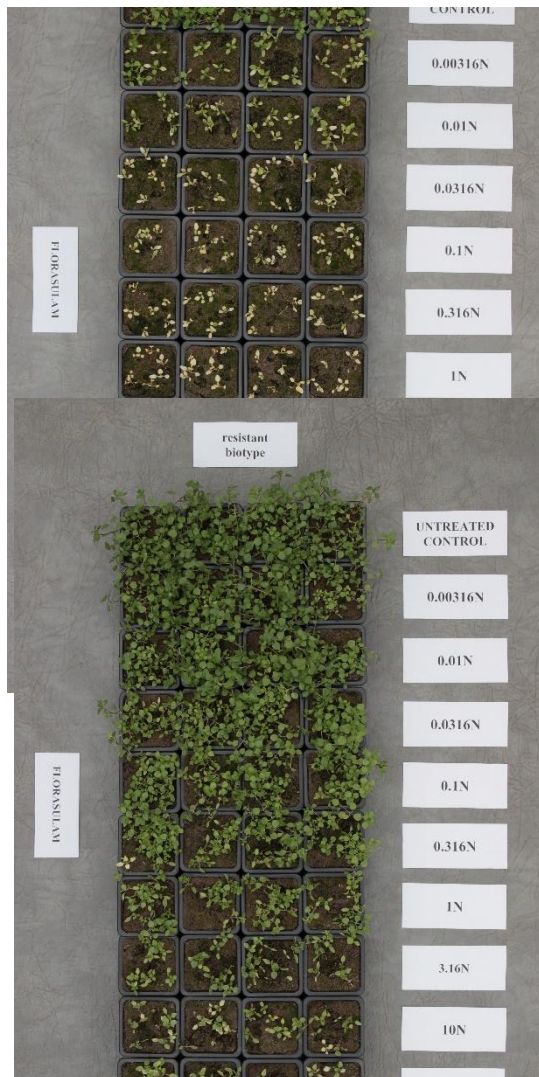 CONTROL
0.00316N
0.01N
0.0316N
0.1N
FLORASULAM
0.316N
1N
resistant
biotype
UNTREATED
CONTROL
0.00316N
0.01N
0.0316N
0.1N
FLORASULAM
0.316N
1N
3.16N
10N